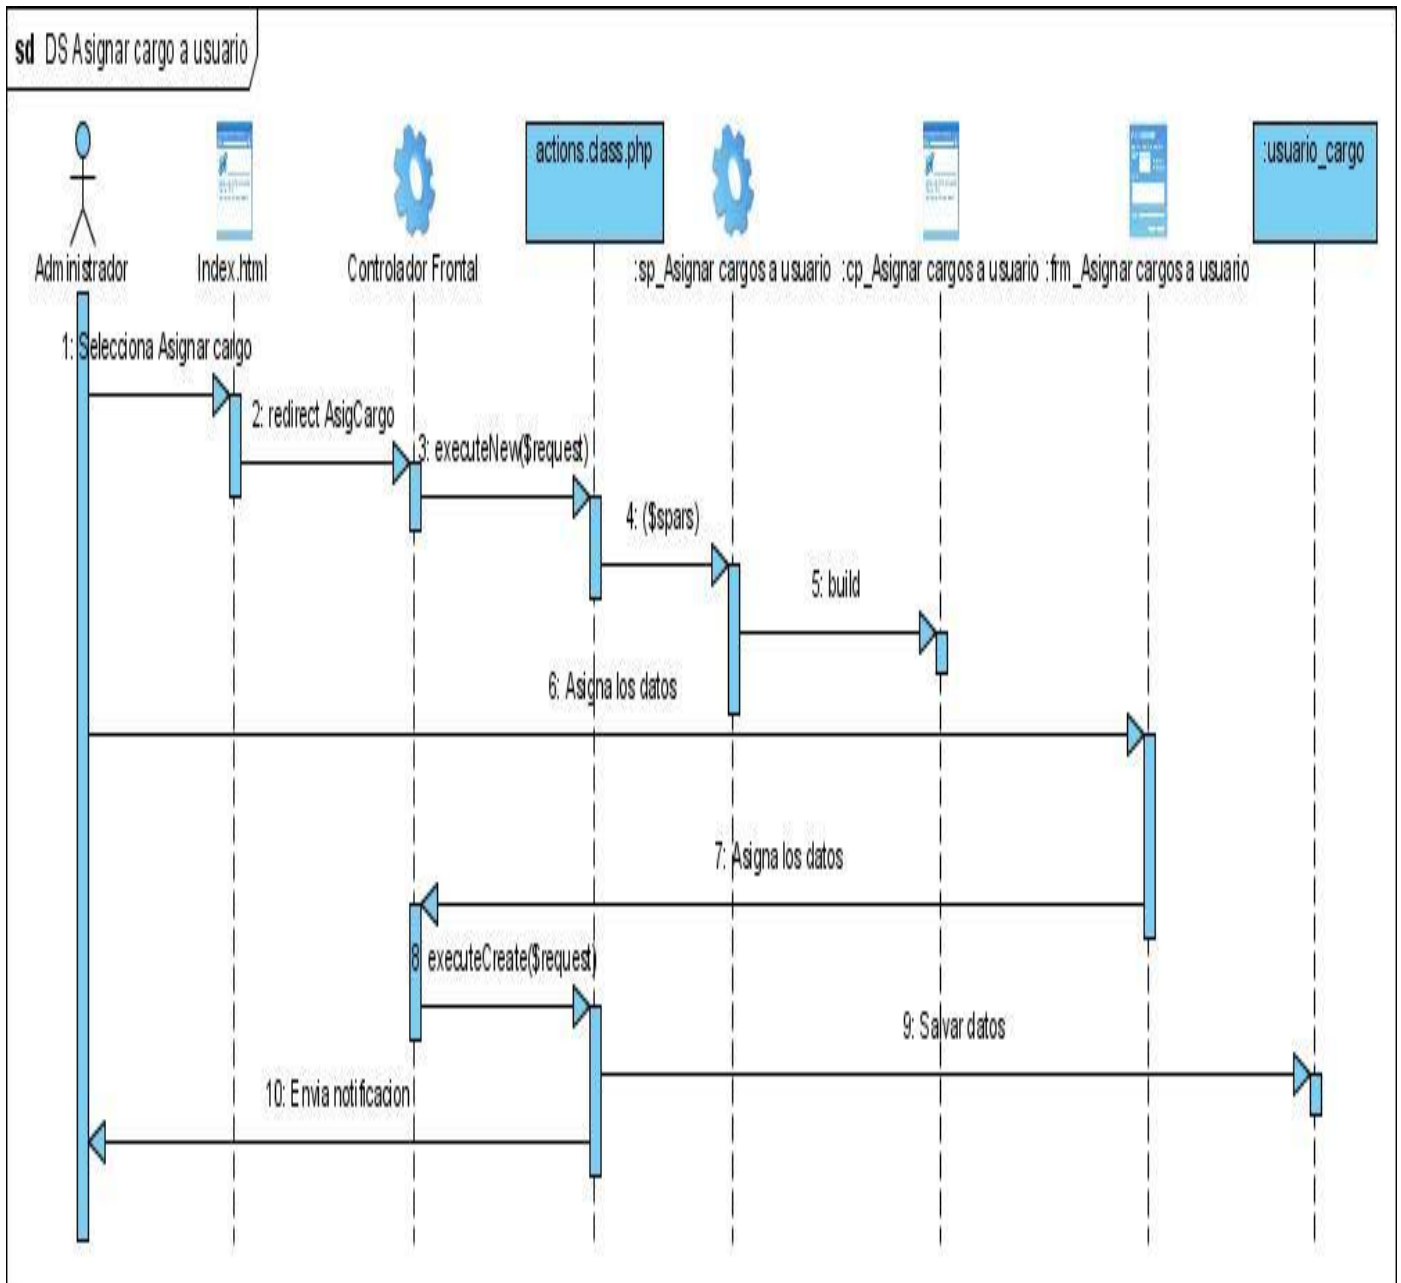 sd DS Asignar cargo a usuario
actions.class.php
:usuario_cargo
Administrador
Index.html
Controlador Frontal
:sp_Asignar cargos a usuario
:cp_Asignar cargos a usuario
:frm_Asignar cargos a usuario
1: Selecciona Asignar cargo
2: redirect AsigCargo
3: executeNew($request)
4: ($spars)
5: build
6: Asigna los datos
7: Asigna los datos
8: executeCreate($request)
9: Salvar datos
10: Envia notificacion